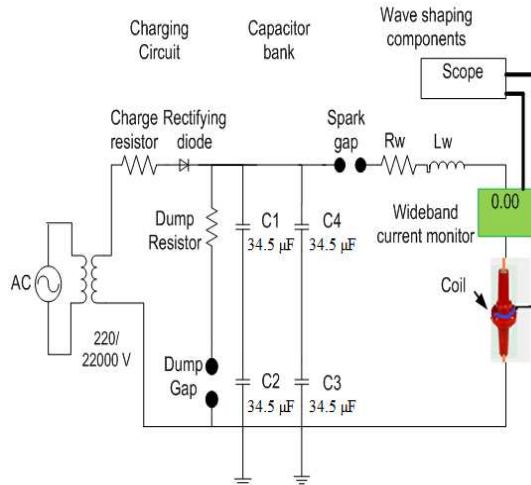 Charging
Circuit
Capacitor
bank
Wave shaping
components
Scope
Charge
resistor
Rectifying
diode
Spark
gap
Rw
Lw
0.00
Wideband
current monitor
Dump
Resistor
C1
34.5 μF
C4
34.5 μF
Coil
AC
220/
22000 V
Dump
Gap
C2
34.5 μF
C3
34.5 μF